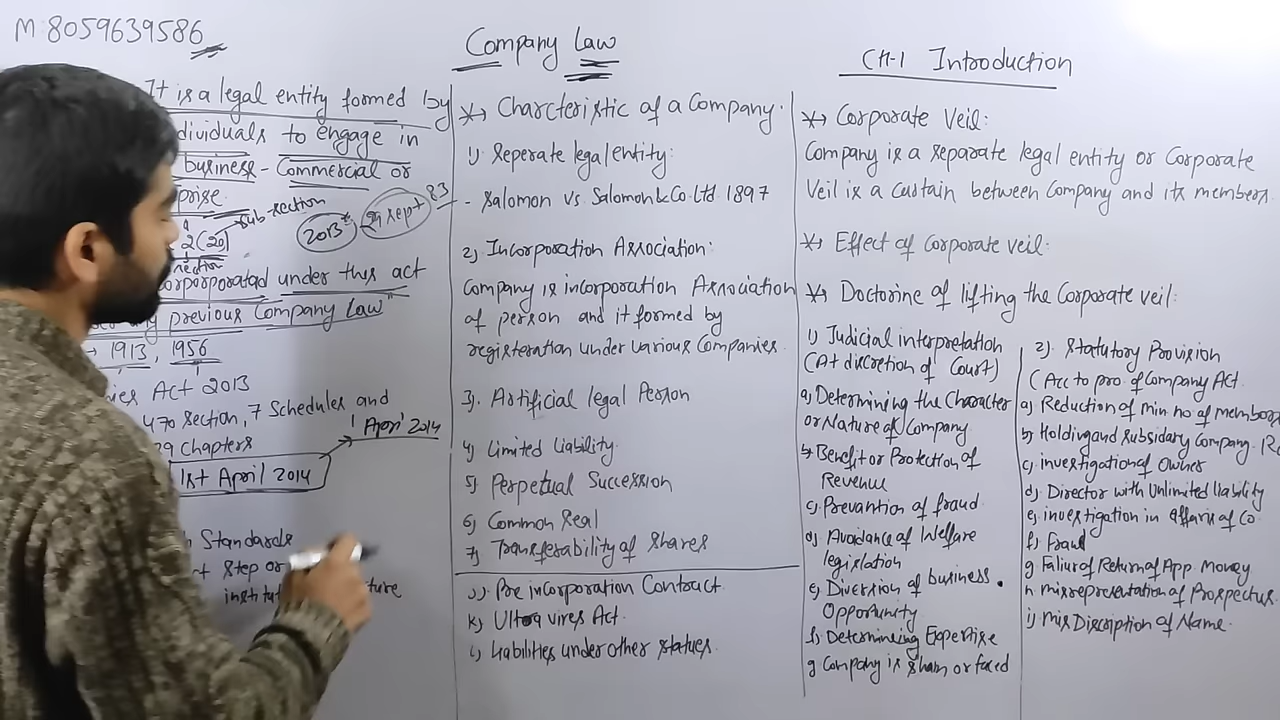 M: 8059639586
Company Law
CH-1 Introduction
It is a legal entity formed by
dividuals to engage in
business - Commercial or
prise.
Sub-section
2(20)
2013
29 sept
83
corporporatad under this act
any previous Company Law"
→ 1913, 1956
nies Act 2013
470 section, 7 Schedules and
29 Chapters
1 April 2014
1st April 2014
Standards
step or
* Charcteristic of a Company.
1) Seperate legal entity:
- Salomon vs. Salomon & Co. Ltd. 1897
2) Incorporation Association:
Company is incorporation Association
of person and it formed by
registeration under various Companies.
3). Artificial legal Person
4) Limited Liability.
5) Perpetual Succession
6) Common Seal
7) Transferability of Shares
J). Pre incorporation Contract.
K) Ultra vires Act.
L) Liabilities under other statues.
* Corporate Veil:
Company is a separate legal entity or Corporate
Veil is a curtain between Company and its members.
* Effect of Corporate veil:
* Doctorine of lifting the Corporate veil:
1) Judicial interpretation
(At discretion of Court)
a) Determining the Character
or Nature of Company.
b) Benefit or Protection of
Revenue
c) Prevantion of fraud.
d) Avoidance of Welfare
legislation
e) Diversion of business
Opportunity
f) Determineing Expertise
g Company is Sham or faced
2). Statutory Provision
(Acc to pro. of Company Act.
a) Reduction of min no. of members
b) Holding and Subsidary Company.
c) investigation of Owner
d) Director with Unlimited liability
e) investigation in affairs of Co.
f) Fraud
g Faliur of Return of App. Money
h misrepresentation of Prospectus.
i) mis Discription of Name.